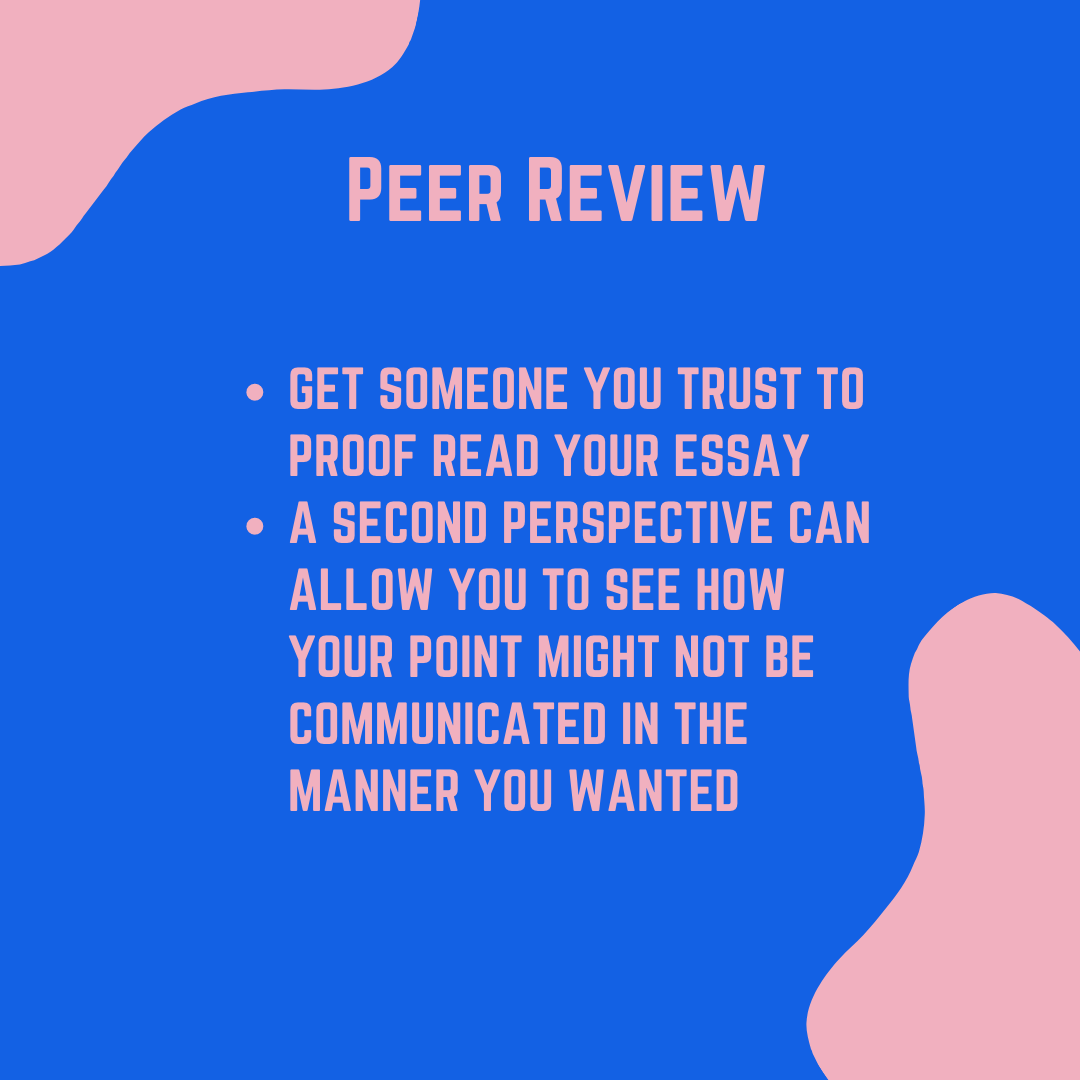 Peer Review
• GET SOMEONE YOU TRUST TO
PROOF READ YOUR ESSAY
• A SECOND PERSPECTIVE CAN
ALLOW YOU TO SEE HOW
YOUR POINT MIGHT NOT BE
COMMUNICATED IN THE
MANNER YOU WANTED